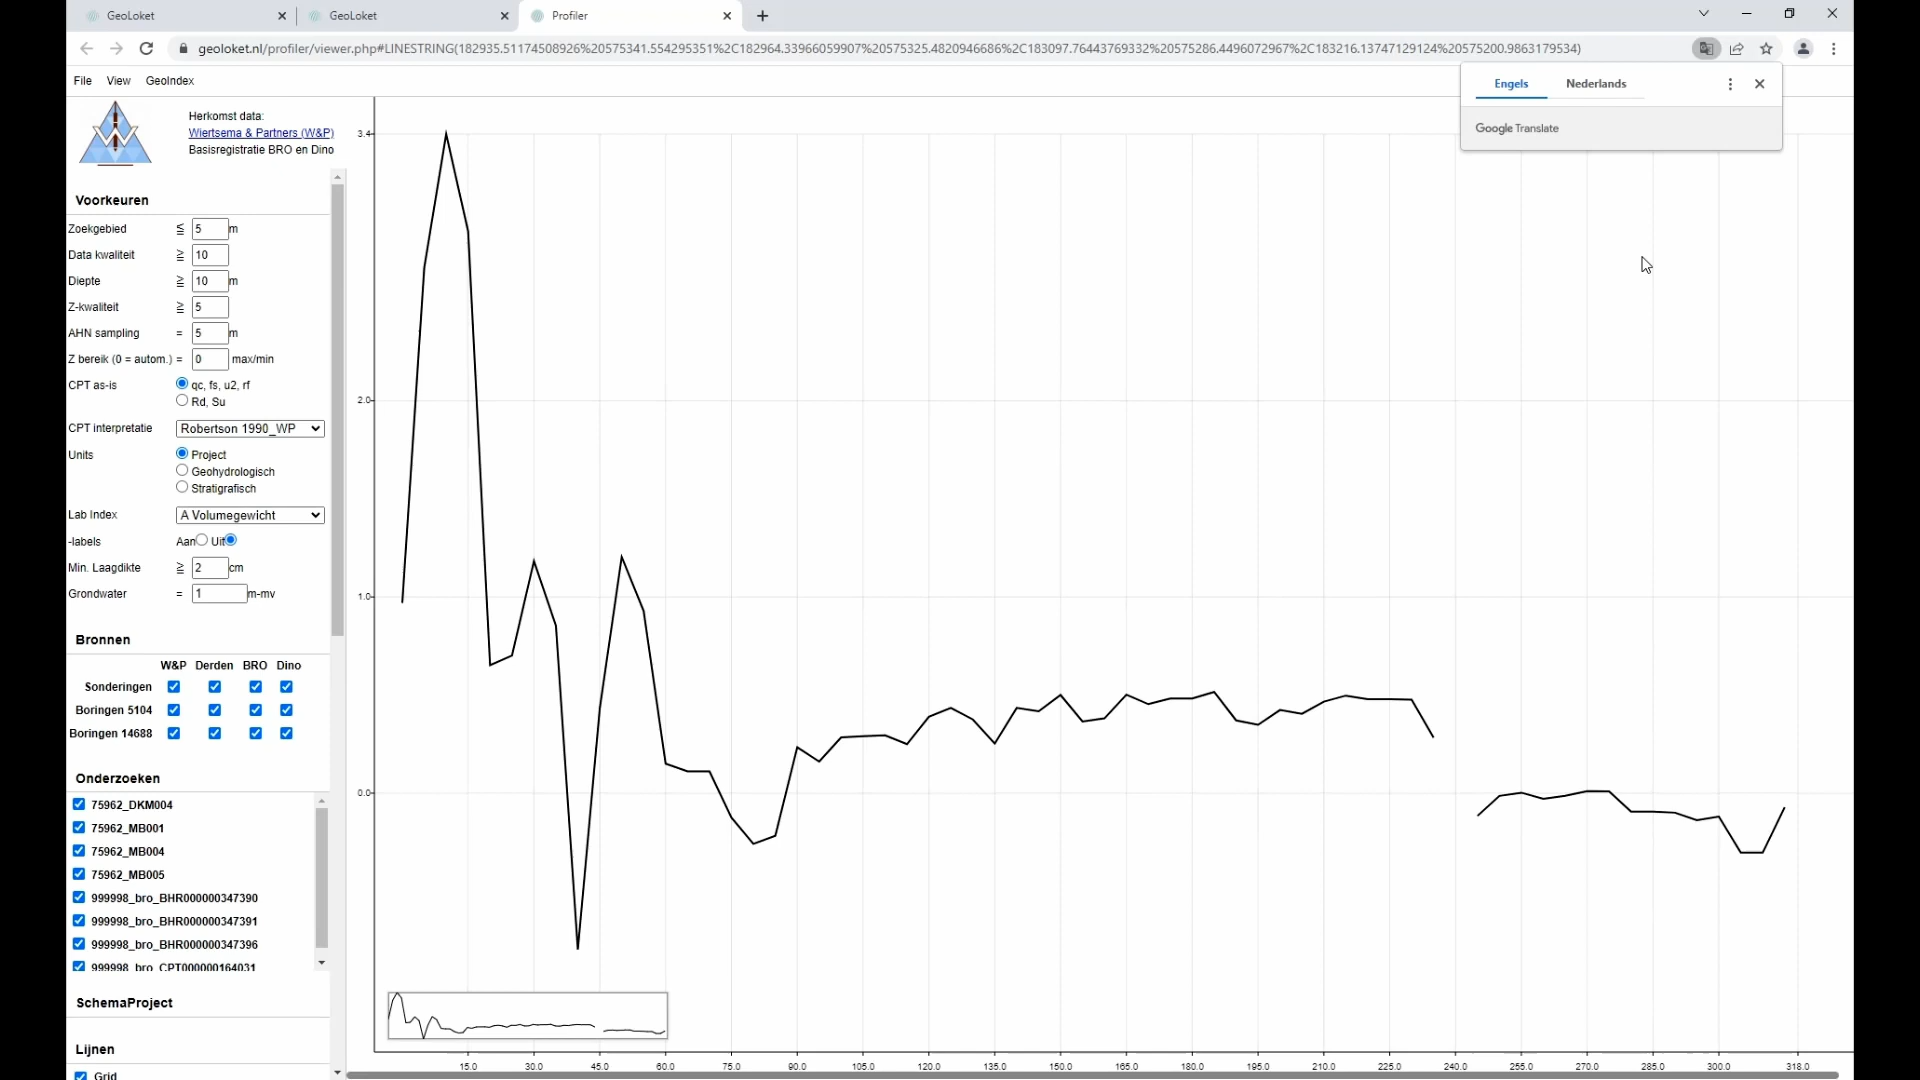 GeoLoket
GeoLoket
Profiler
geoloket.nl/profiler/viewer.php#LINESTRING(182935.51174508926%20575341.554295351%2C182964.33966059907%20575325.4820946686%2C183097.76443769332%20575286.4496072967%2C183216.13747129124%20575200.9863179534)
File View GeoIndex
Engels Nederlands
Google Translate
Herkomst data:
Wiertsema & Partners (W&P)
Basisregistratie BRO en Dino
Voorkeuren
Zoekgebied ≦ 5 m
Data kwaliteit ≧ 10
Diepte ≧ 10 m
Z-kwaliteit ≧ 5
AHN sampling = 5 m
Z bereik (0 = autom.) = 0 max/min
CPT as-is qc, fs, u2, rf
Rd, Su
CPT interpretatie Robertson 1990_WP
Units Project
Geohydrologisch
Stratigrafisch
Lab Index A Volumegewicht
-labels Aan Uit
Min. Laagdikte ≧ 2 cm
Grondwater = 1 m-mv
Bronnen
W&P Derden BRO Dino
Sonderingen
Boringen 5104
Boringen 14688
Onderzoeken
75962_DKM004
75962_MB001
75962_MB004
75962_MB005
999998_bro_BHR000000347390
999998_bro_BHR000000347391
999998_bro_BHR000000347396
999998_bro_CPT000000164031
SchemaProject
Lijnen
Grid
3.4
2.0
1.0
0.0
15.0 30.0 45.0 60.0 75.0 90.0 105.0 120.0 135.0 150.0 165.0 180.0 195.0 210.0 225.0 240.0 255.0 270.0 285.0 300.0 318.0